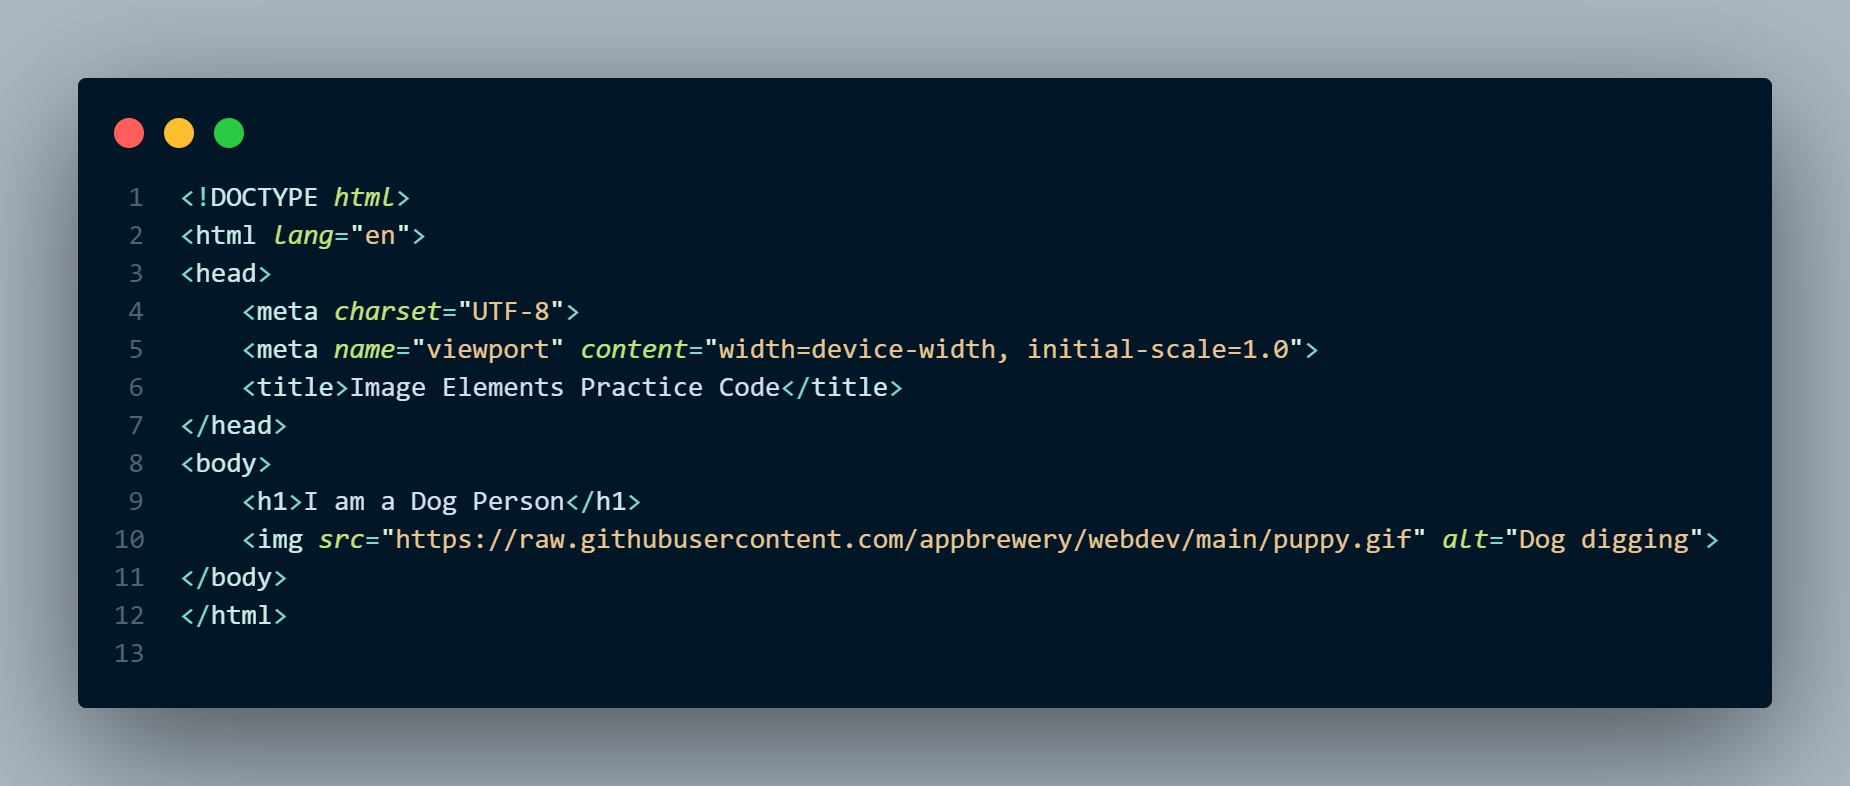 1 <!DOCTYPE html>
2 <html lang="en">
3 <head>
4     <meta charset="UTF-8">
5     <meta name="viewport" content="width=device-width, initial-scale=1.0">
6     <title>Image Elements Practice Code</title>
7 </head>
8 <body>
9     <h1>I am a Dog Person</h1>
10     <img src="https://raw.githubusercontent.com/appbrewery/webdev/main/puppy.gif" alt="Dog digging">
11 </body>
12 </html>
13